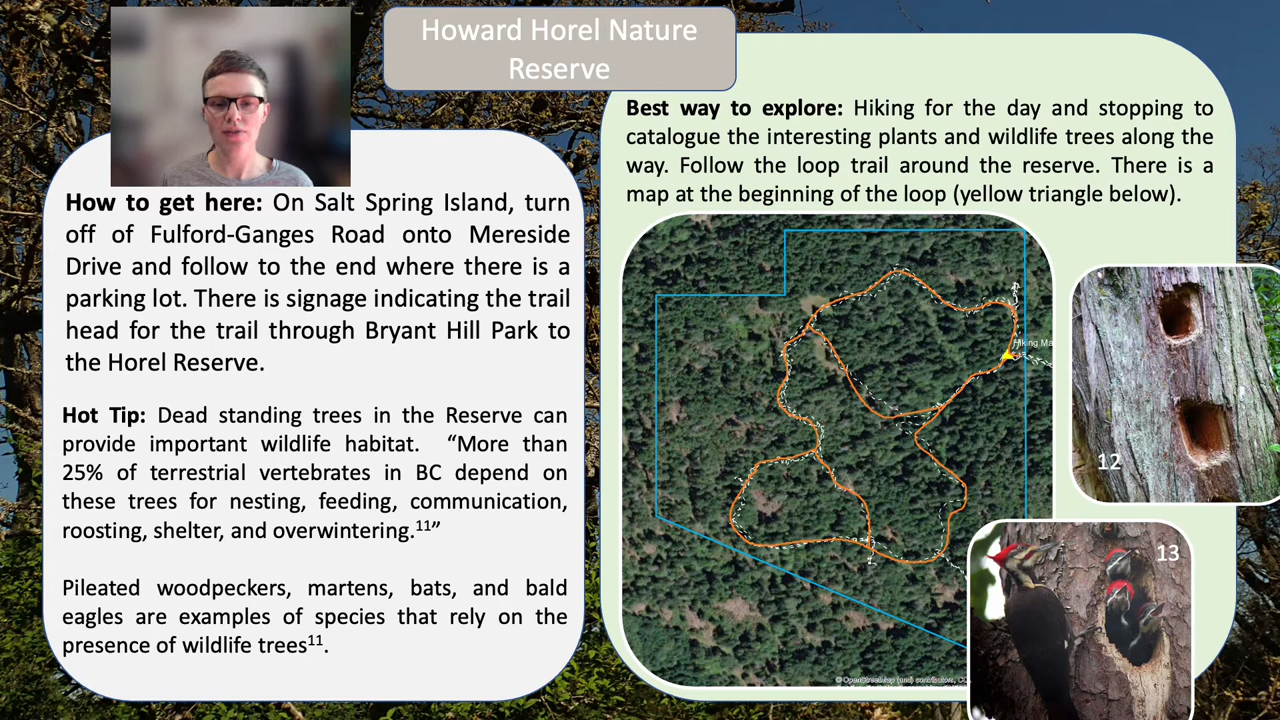 Howard Horel Nature
Reserve
How to get here: On Salt Spring Island, turn
off of Fulford-Ganges Road onto Mereside
Drive and follow to the end where there is a
parking lot. There is signage indicating the trail
head for the trail through Bryant Hill Park to
the Horel Reserve.
Hot Tip: Dead standing trees in the Reserve can
provide important wildlife habitat. “More than
25% of terrestrial vertebrates in BC depend on
these trees for nesting, feeding, communication,
roosting, shelter, and overwintering.11”
Pileated woodpeckers, martens, bats, and bald
eagles are examples of species that rely on the
presence of wildlife trees11.
Best way to explore: Hiking for the day and stopping to
catalogue the interesting plants and wildlife trees along the
way. Follow the loop trail around the reserve. There is a
map at the beginning of the loop (yellow triangle below).
Hiking Ma
12
13
© OpenStreetMap (and) contributors,